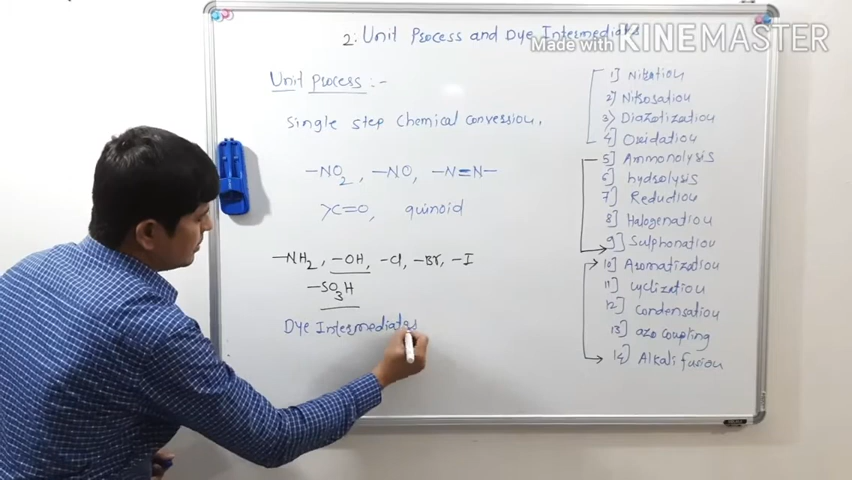 2. Unit Process and Dye Intermediats
Made with KINEMASTER
Unit Process :-
Single step Chemical Convession.
-NO2, -NO, -N=N-
>C=O, quinoid
-NH2, -OH, -Cl, -Br, -I
-SO3H
Dye Intermediates
1] Nitration
2] Nitrosation
3] Diazotization
4] Oxidation
5] Ammonolysis
6] hydrolysis
7] Reduction
8] Halogenation
9] Sulphonation
10] Aromatization
11] cyclization
12] Condensation
13] azo coupling
14] Alkali fusion